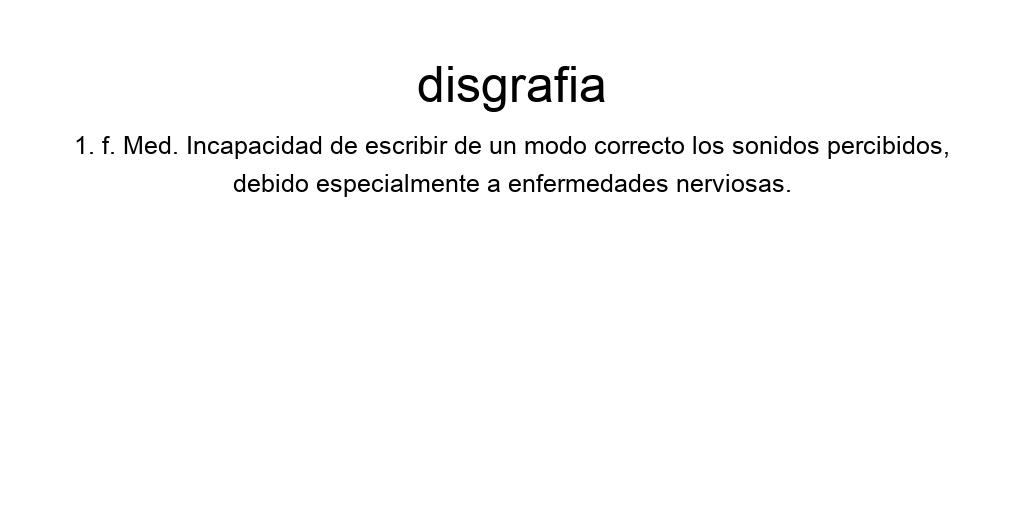 disgrafia
1. f. Med. Incapacidad de escribir de un modo correcto los sonidos percibidos,
debido especialmente a enfermedades nerviosas.